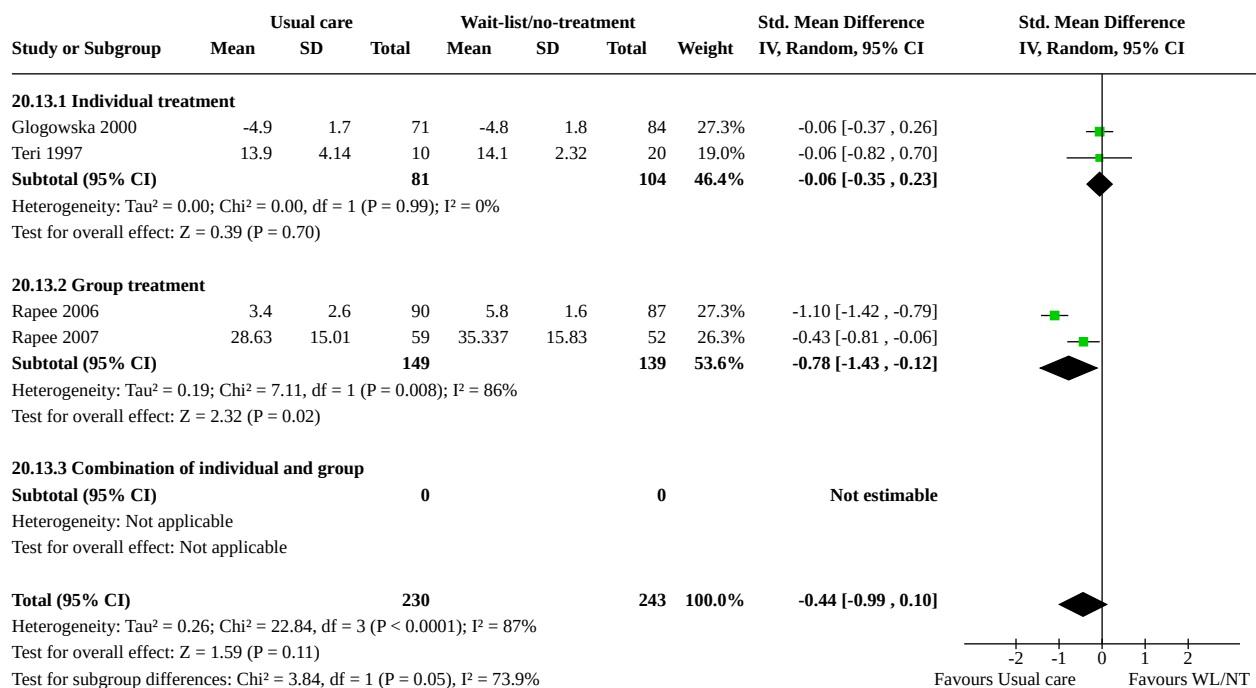 Usual care Wait-list/no-treatment Std. Mean Difference Std. Mean Difference
Study or Subgroup Mean SD Total Mean SD Total Weight IV, Random, 95% CI IV, Random, 95% CI
20.13.1 Individual treatment
Glogowska 2000 -4.9 1.7 71 -4.8 1.8 84 27.3% -0.06 [-0.37 , 0.26]
Teri 1997 13.9 4.14 10 14.1 2.32 20 19.0% -0.06 [-0.82 , 0.70]
Subtotal (95% CI) 81 104 46.4% -0.06 [-0.35 , 0.23]
Heterogeneity: Tau² = 0.00; Chi² = 0.00, df = 1 (P = 0.99); I² = 0%
Test for overall effect: Z = 0.39 (P = 0.70)
20.13.2 Group treatment
Rapee 2006 3.4 2.6 90 5.8 1.6 87 27.3% -1.10 [-1.42 , -0.79]
Rapee 2007 28.63 15.01 59 35.337 15.83 52 26.3% -0.43 [-0.81 , -0.06]
Subtotal (95% CI) 149 139 53.6% -0.78 [-1.43 , -0.12]
Heterogeneity: Tau² = 0.19; Chi² = 7.11, df = 1 (P = 0.008); I² = 86%
Test for overall effect: Z = 2.32 (P = 0.02)
20.13.3 Combination of individual and group
Subtotal (95% CI) 0 0 Not estimable
Heterogeneity: Not applicable
Test for overall effect: Not applicable
Total (95% CI) 230 243 100.0% -0.44 [-0.99 , 0.10]
Heterogeneity: Tau² = 0.26; Chi² = 22.84, df = 3 (P < 0.0001); I² = 87%
Test for overall effect: Z = 1.59 (P = 0.11)
-2 -1 0 1 2
Test for subgroup differences: Chi² = 3.84, df = 1 (P = 0.05), I² = 73.9%
Favours Usual care Favours WL/NT